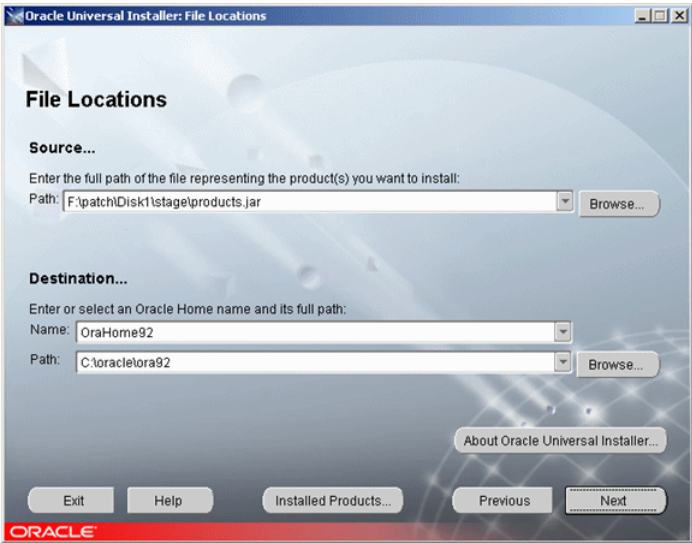 Oracle Universal Installer: File Locations
File Locations
Source...
Enter the full path of the file representing the product(s) you want to install:
Path: F:\patch\Disk1\stage\products.jar Browse...
Destination...
Enter or select an Oracle Home name and its full path:
Name: OraHome92
Path: C:\oracle\ora92 Browse...
About Oracle Universal Installer...
Exit Help Installed Products... Previous Next
ORACLE